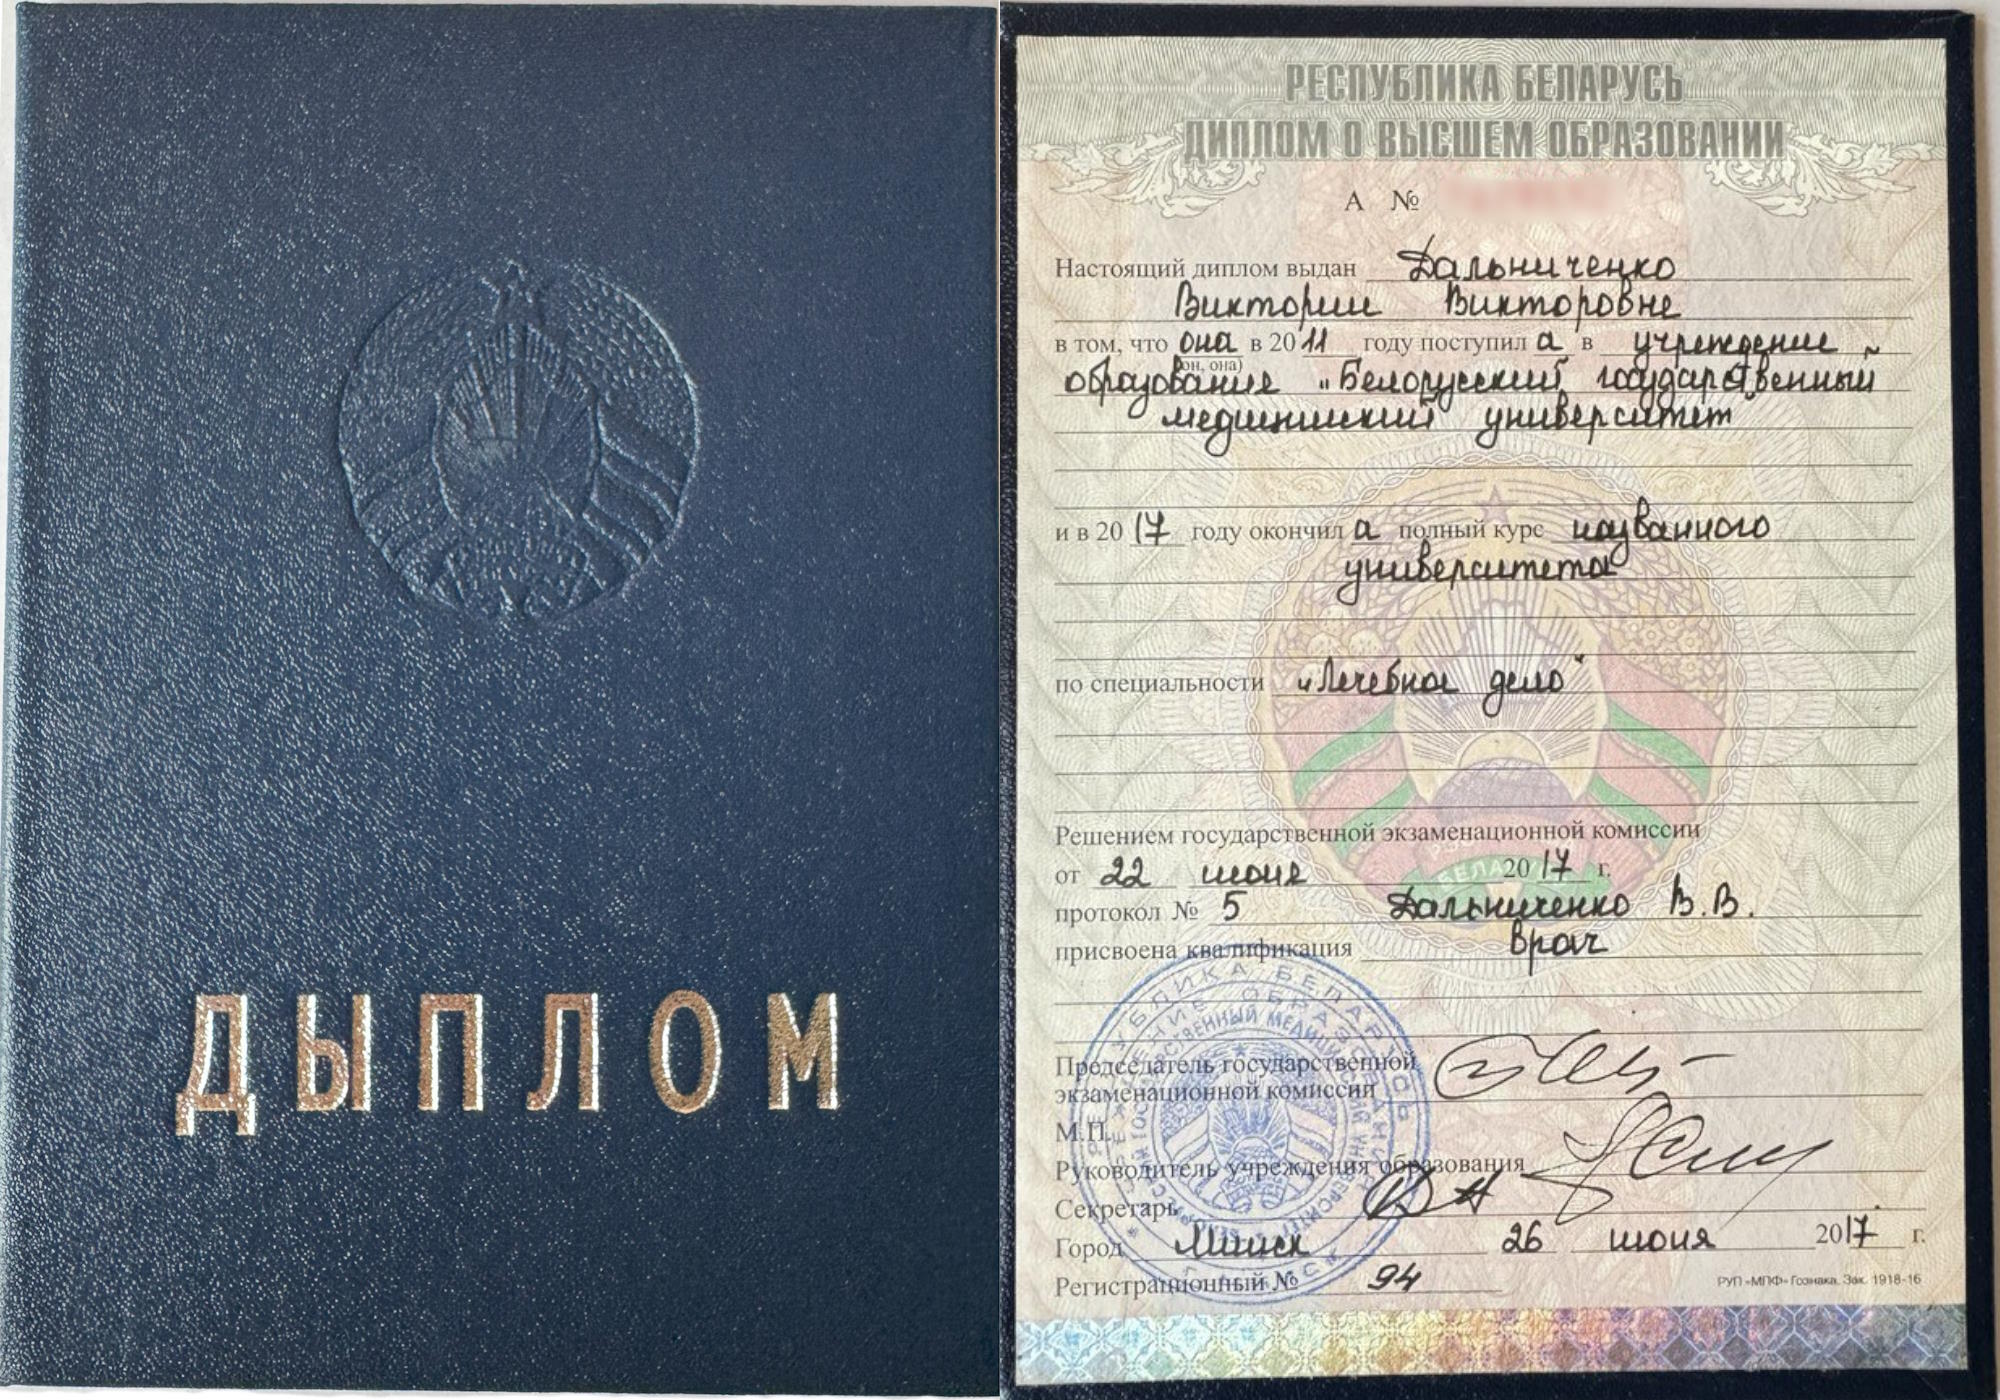 ДЫПЛОМ
РЕСПУБЛИКА БЕЛАРУСЬ
ДИПЛОМ О ВЫСШЕМ ОБРАЗОВАНИИ
А №
Настоящий диплом выдан Дальниченко
Виктории Викторовне
в том, что она в 2011 году поступила в учреждение
(он, она)
образования „Белорусский государственный
медицинский университет"
и в 2017 году окончила полный курс названного
университета
по специальности „Лечебное дело"
Решением государственной экзаменационной комиссии
от 22 июня 2017 г.
протокол № 5 Дальниченко В.В.
присвоена квалификация врач
Председатель государственной
экзаменационной комиссии
М.П.
Руководитель учреждения образования
Секретарь
Город Минск 26 июня 2017 г.
Регистрационный № 94
РУП «МПФ» Гознака. Зак. 1918-16